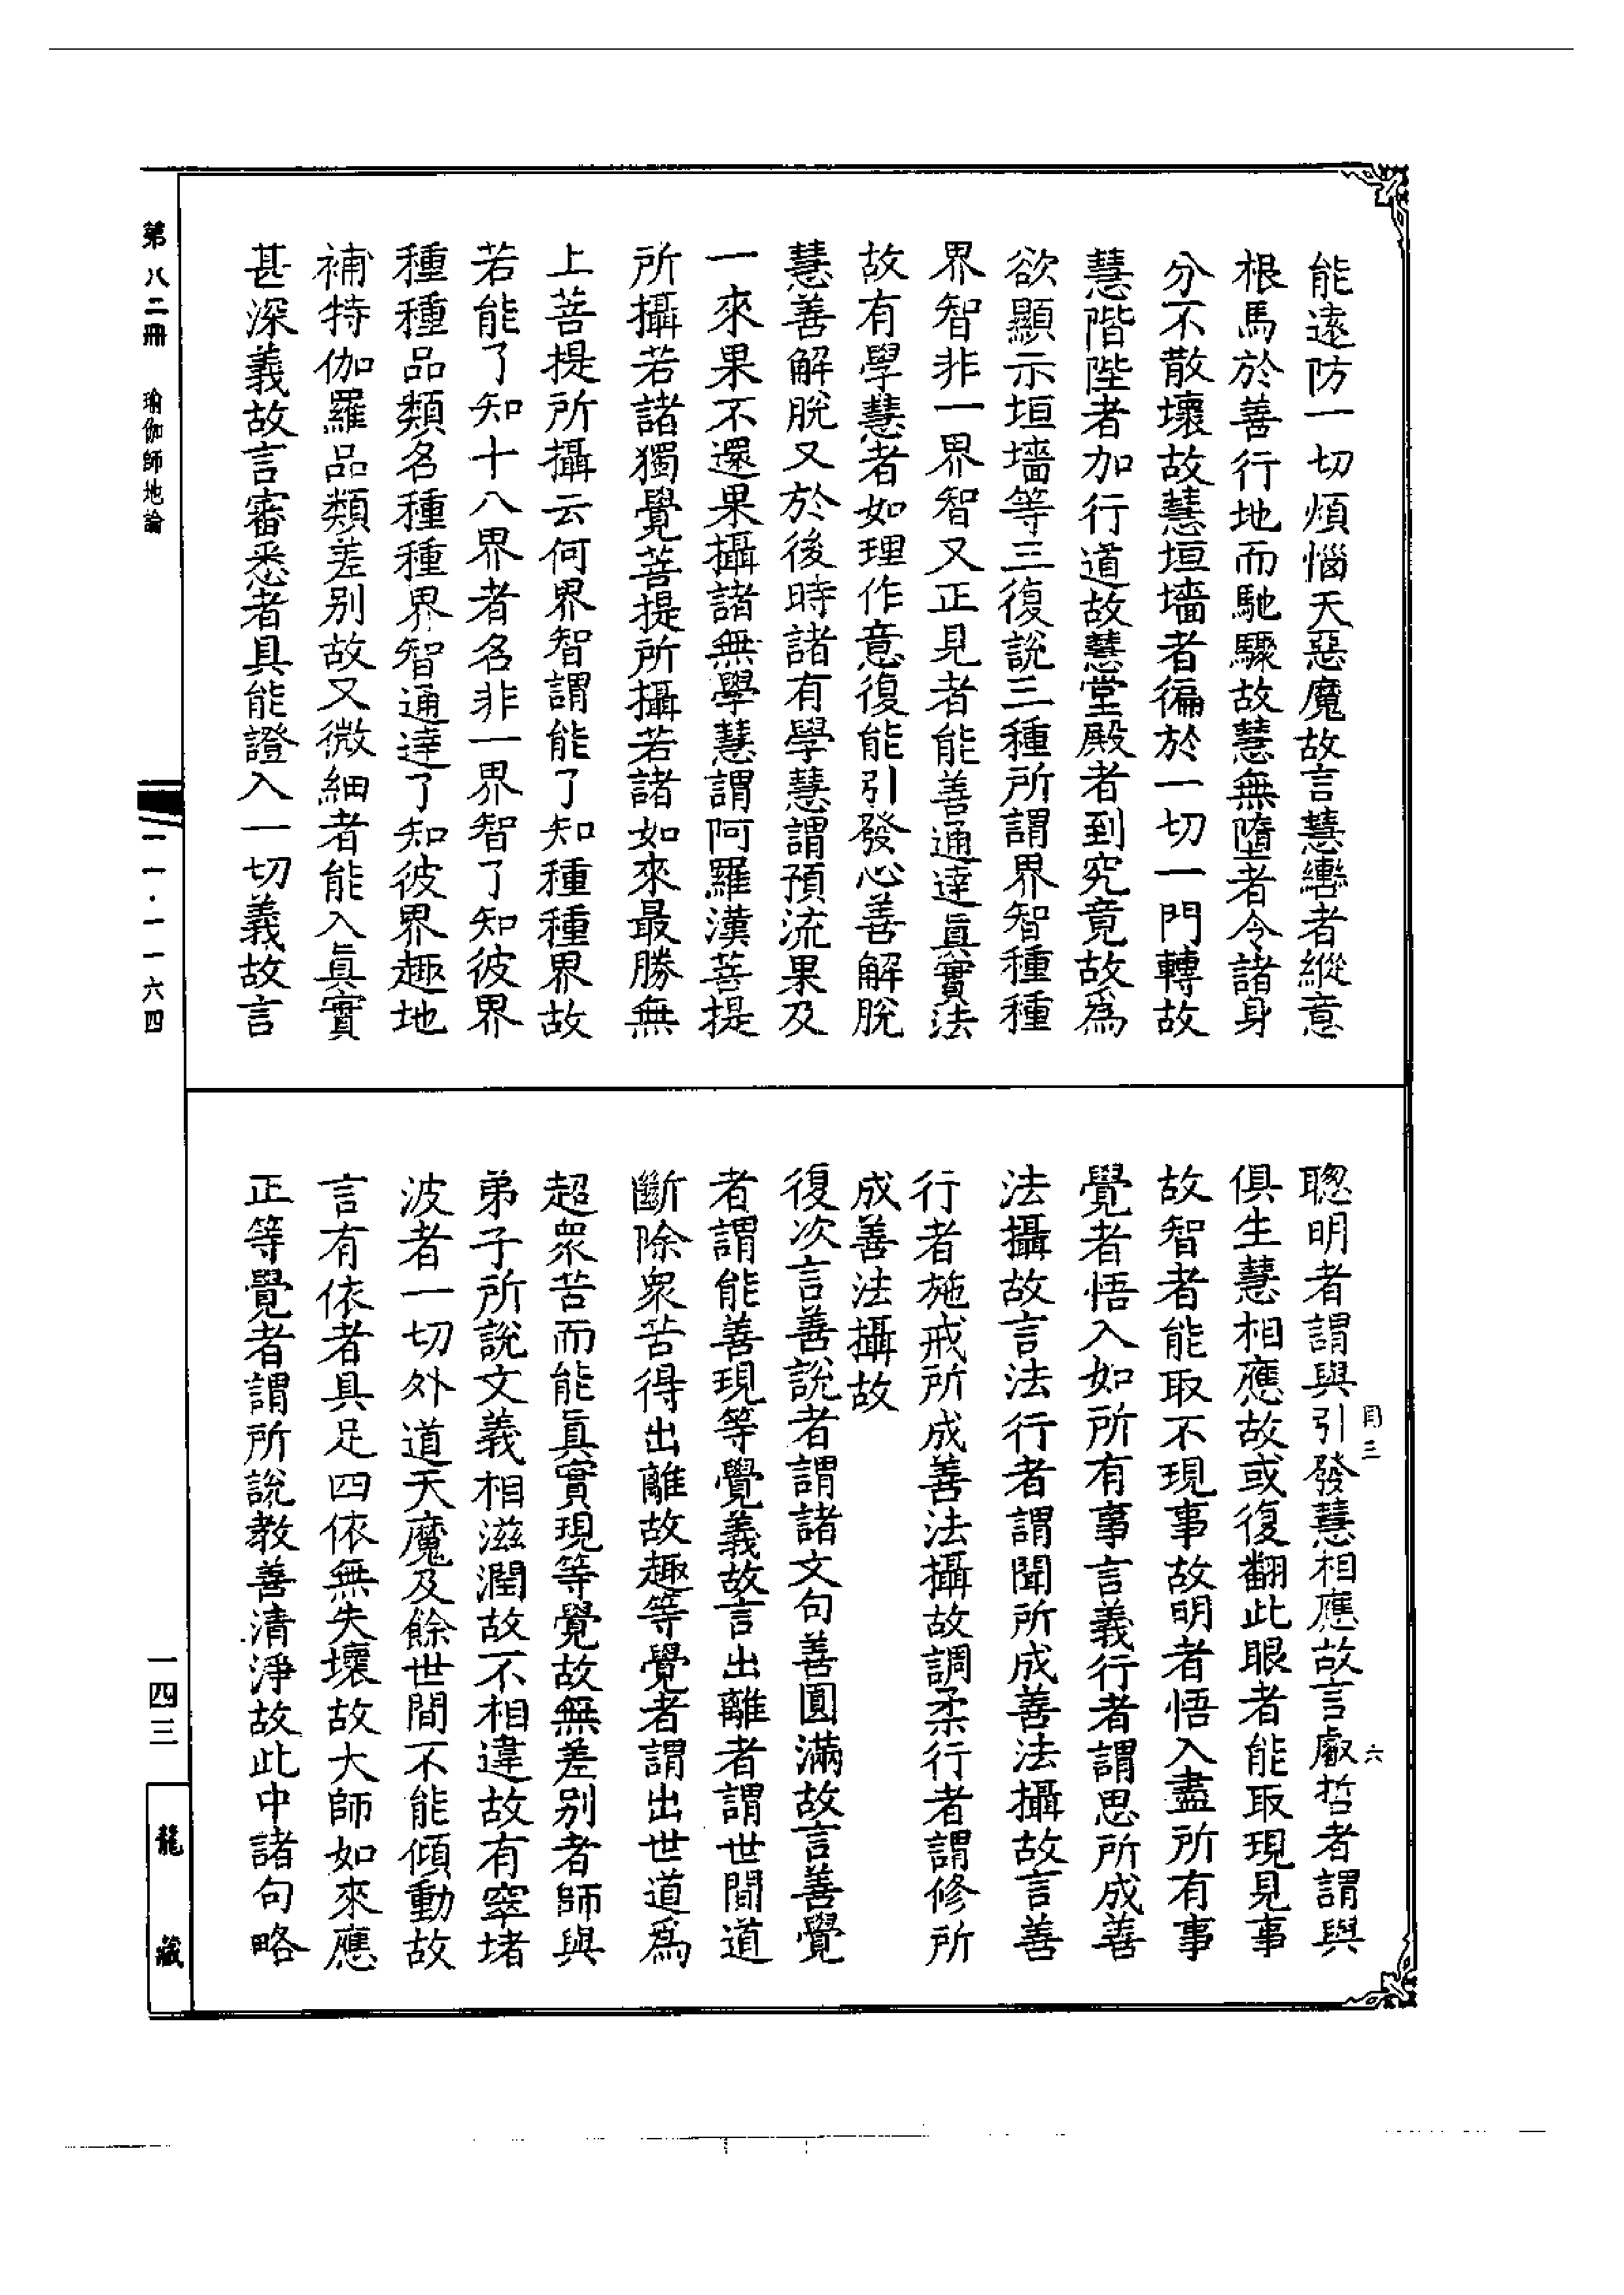 能遠防一切煩惱天惡魔故言慧轡者縱意
根馬於善行地而馳驟故慧無墮者令諸身
分不散壞故慧垣墻者徧於一切一門轉故
慧階陛者加行道故慧堂殿者到究竟故爲
欲顯示垣墻等三復說三種所謂界智種種
界智非一界智又正見者能善通達眞實法
故有學慧者如理作意復能引發心善解脫
慧善解脫又於後時諸有學慧謂預流果及
一來果不還果攝諸無學慧謂阿羅漢菩提
所攝若諸獨覺菩提所攝若諸如來最勝無
上菩提所攝云何界智謂能了知種種界故
若能了知十八界者名非一界智了知彼界
種種品類名種種界智通達了知彼界趣地
補特伽羅品類差别故又微細者能入眞實
甚深義故言審悉者具能證入一切義故言
聰明者謂與引發慧相應故言叡哲者謂與
俱生慧相應故或復翻此眼者能取現見事
故智者能取不現事故明者悟入盡所有事
覺者悟入如所有事言義行者謂思所成善
法攝故言法行者謂聞所成善法攝故言善
行者施戒所成善法攝故調柔行者謂修所
成善法攝故
復次言善說者謂諸文句善圓滿故言善覺
者謂能善現等覺義故言出離者謂世間道
斷除衆苦得出離故趣等覺者謂出世道爲
超衆苦而能眞實現等覺故無差别者師與
弟子所說文義相滋潤故不相違故有窣堵
波者一切外道天魔及餘世間不能傾動故
言有依者具足四依無失壞故大師如來應
正等覺者謂所說教善清淨故此中諸句略
第八二冊 瑜伽師地論
二一·一一六四
一四三
龍藏
三
六